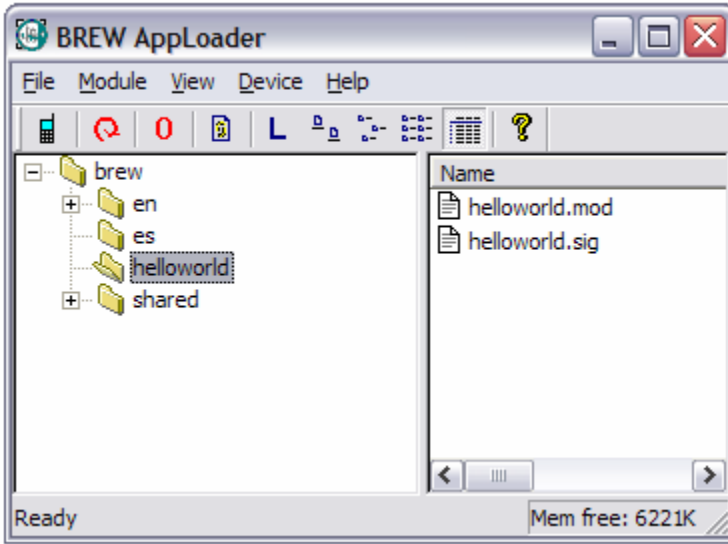 BREW AppLoader
File Module View Device Help
0 L ?
brew
en
es
helloworld
shared
Name
helloworld.mod
helloworld.sig
Ready
Mem free: 6221K